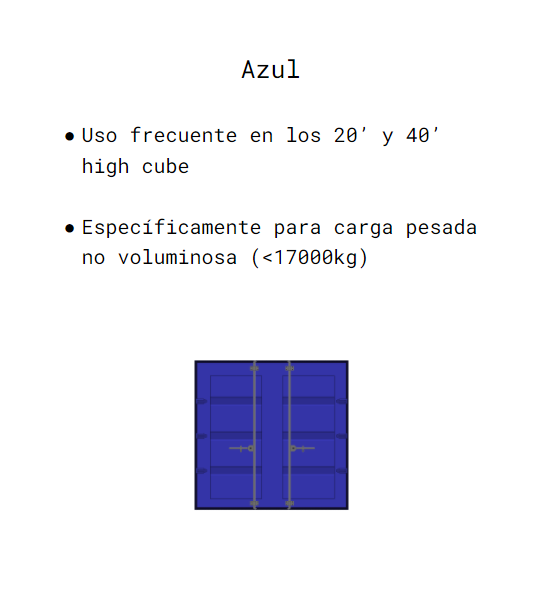 Azul
● Uso frecuente en los 20’ y 40’
high cube
● Específicamente para carga pesada
no voluminosa (<17000kg)